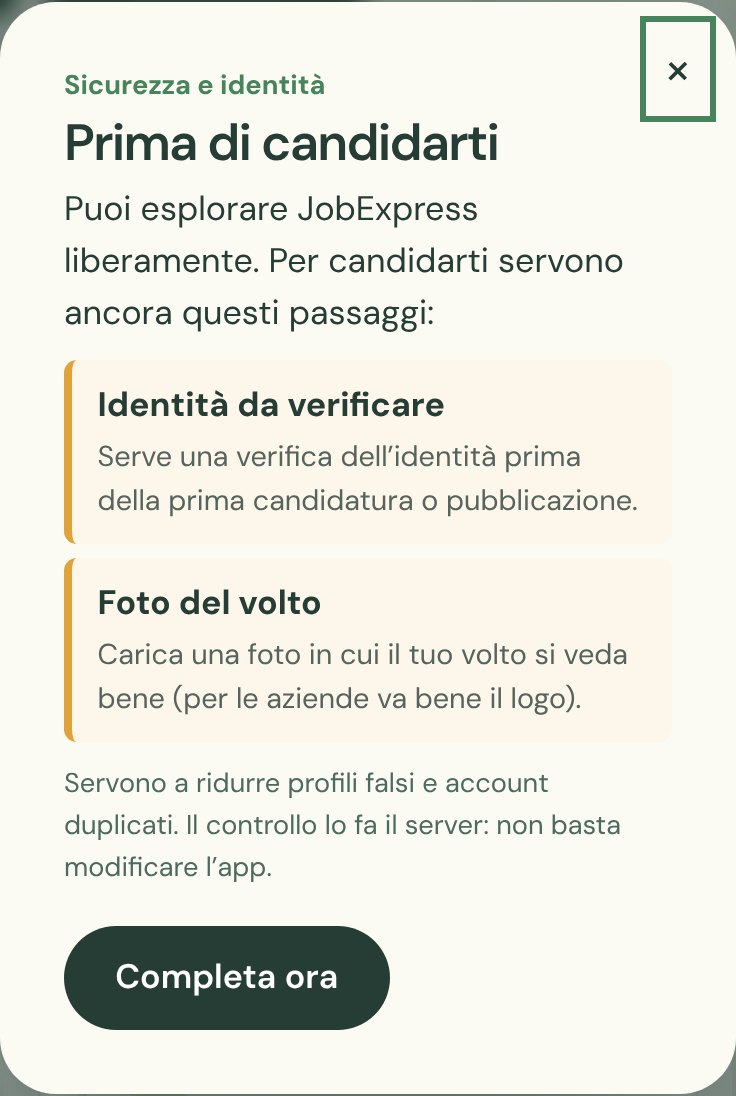 Sicurezza e identità
×
Prima di candidarti
Puoi esplorare JobExpress
liberamente. Per candidarti servono
ancora questi passaggi:
Identità da verificare
Serve una verifica dell’identità prima
della prima candidatura o pubblicazione.
Foto del volto
Carica una foto in cui il tuo volto si veda
bene (per le aziende va bene il logo).
Servono a ridurre profili falsi e account
duplicati. Il controllo lo fa il server: non basta
modificare l’app.
Completa ora